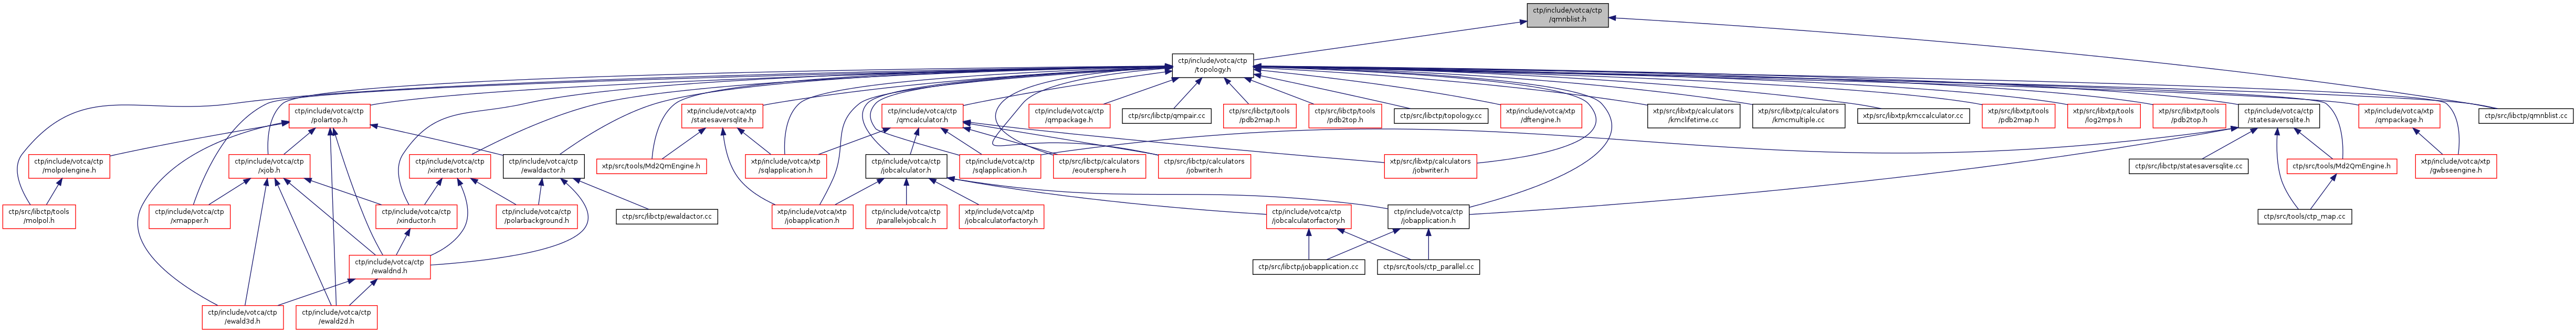 ctp/include/votca/ctp
/qmnblist.h
ctp/include/votca/ctp
/topology.h
ctp/include/votca/ctp
/polartop.h
xtp/include/votca/xtp
/statesaversqlite.h
ctp/include/votca/ctp
/qmcalculator.h
ctp/include/votca/ctp
/qmpackage.h
ctp/src/libctp/qmpair.cc
ctp/src/libctp/tools
/pdb2map.h
ctp/src/libctp/tools
/pdb2top.h
ctp/src/libctp/topology.cc
xtp/include/votca/xtp
/dftengine.h
xtp/src/libxtp/calculators
/kmclifetime.cc
xtp/src/libxtp/calculators
/kmcmultiple.cc
xtp/src/libxtp/kmccalculator.cc
xtp/src/libxtp/tools
/pdb2map.h
xtp/src/libxtp/tools
/log2mps.h
xtp/src/libxtp/tools
/pdb2top.h
ctp/include/votca/ctp
/statesaversqlite.h
xtp/include/votca/xtp
/qmpackage.h
ctp/src/libctp/qmnblist.cc
ctp/include/votca/ctp
/molpolengine.h
ctp/include/votca/ctp
/xjob.h
ctp/include/votca/ctp
/xinteractor.h
ctp/include/votca/ctp
/ewaldactor.h
xtp/src/tools/Md2QmEngine.h
xtp/include/votca/xtp
/sqlapplication.h
ctp/include/votca/ctp
/jobcalculator.h
ctp/include/votca/ctp
/sqlapplication.h
ctp/src/libctp/calculators
/eoutersphere.h
ctp/src/libctp/calculators
/jobwriter.h
xtp/src/libxtp/calculators
/jobwriter.h
ctp/src/libctp/statesaversqlite.cc
ctp/src/tools/Md2QmEngine.h
xtp/include/votca/xtp
/gwbseengine.h
ctp/src/libctp/tools
/molpol.h
ctp/include/votca/ctp
/xmapper.h
ctp/include/votca/ctp
/xinductor.h
ctp/include/votca/ctp
/polarbackground.h
ctp/src/libctp/ewaldactor.cc
xtp/include/votca/xtp
/jobapplication.h
ctp/include/votca/ctp
/parallelxjobcalc.h
xtp/include/votca/xtp
/jobcalculatorfactory.h
ctp/include/votca/ctp
/jobcalculatorfactory.h
ctp/include/votca/ctp
/jobapplication.h
ctp/src/tools/ctp_map.cc
ctp/include/votca/ctp
/ewaldnd.h
ctp/src/libctp/jobapplication.cc
ctp/src/tools/ctp_parallel.cc
ctp/include/votca/ctp
/ewald3d.h
ctp/include/votca/ctp
/ewald2d.h